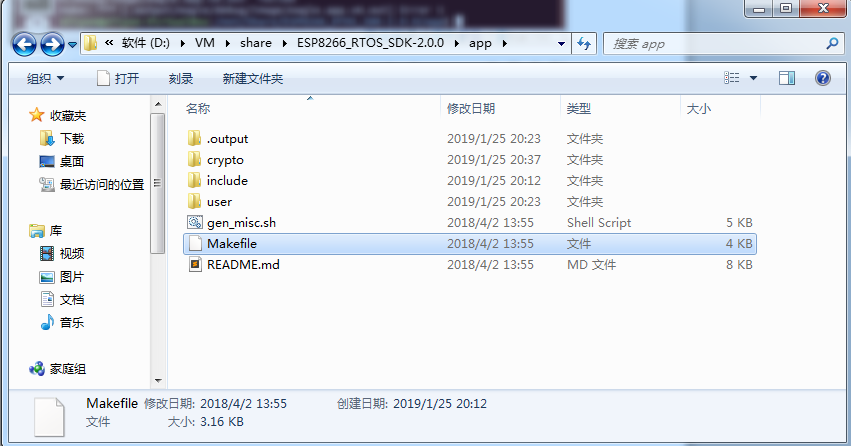 软件 (D:) VM share ESP8266_RTOS_SDK-2.0.0 app 搜索 app
组织 打开 刻录 新建文件夹
名称 修改日期 类型 大小
收藏夹
下载
桌面
最近访问的位置
库
视频
图片
文档
音乐
家庭组
.output 2019/1/25 20:23 文件夹
crypto 2019/1/25 20:37 文件夹
include 2019/1/25 20:12 文件夹
user 2019/1/25 20:23 文件夹
gen_misc.sh 2018/4/2 13:55 Shell Script 5 KB
Makefile 2018/4/2 13:55 文件 4 KB
README.md 2018/4/2 13:55 MD 文件 8 KB
Makefile 修改日期: 2018/4/2 13:55 创建日期: 2019/1/25 20:12
文件 大小: 3.16 KB